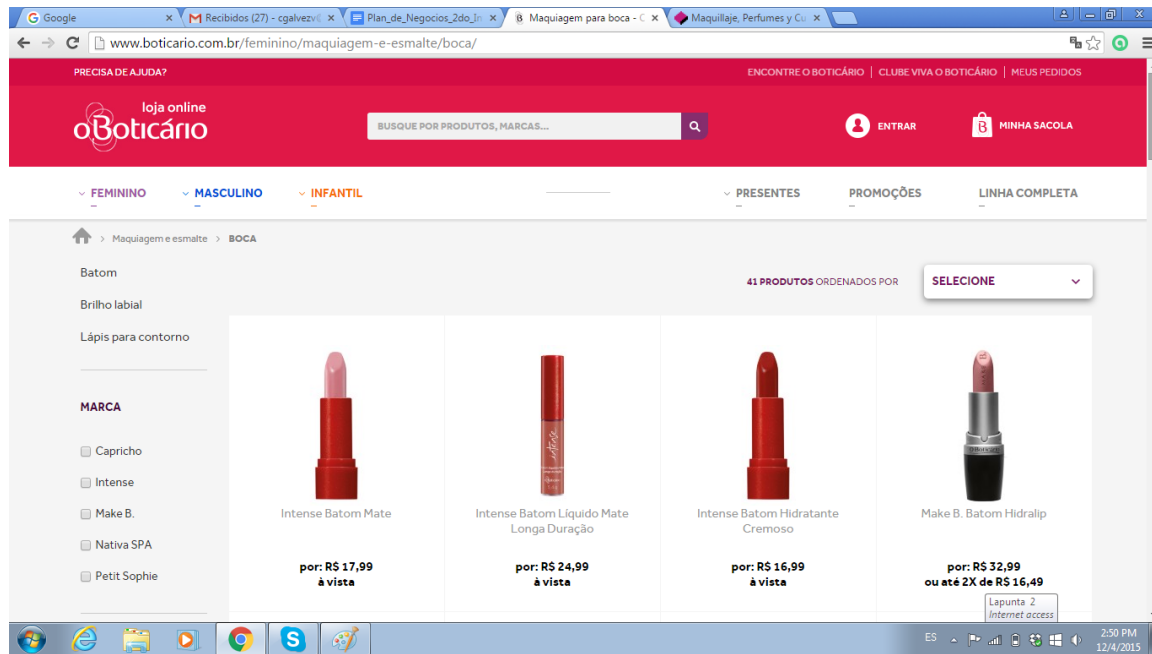 Google
Recibidos (27) - cgalvezvi
Plan_de_Negocios_2do_In
Maquiagem para boca - C
Maquillaje, Perfumes y Cu
www.boticario.com.br/feminino/maquiagem-e-esmalte/boca/
PRECISA DE AJUDA?
ENCONTRE O BOTICÁRIO | CLUBE VIVA O BOTICÁRIO | MEUS PEDIDOS
loja online
oBoticário
BUSQUE POR PRODUTOS, MARCAS...
ENTRAR
MINHA SACOLA
FEMININO
MASCULINO
INFANTIL
PRESENTES
PROMOÇÕES
LINHA COMPLETA
> Maquiagem e esmalte > BOCA
Batom
Brilho labial
Lápis para contorno
41 PRODUTOS ORDENADOS POR
SELECIONE
MARCA
Capricho
Intense
Make B.
Nativa SPA
Petit Sophie
intense
Intense Batom Mate
por: R$ 17,99
à vista
Intense Batom Líquido Mate
Longa Duração
por: R$ 24,99
à vista
Intense Batom Hidratante
Cremoso
por: R$ 16,99
à vista
Make B. Batom Hidralip
por: R$ 32,99
ou até 2X de R$ 16,49
Lapunta 2
Internet access
ES
2:50 PM
12/4/2015